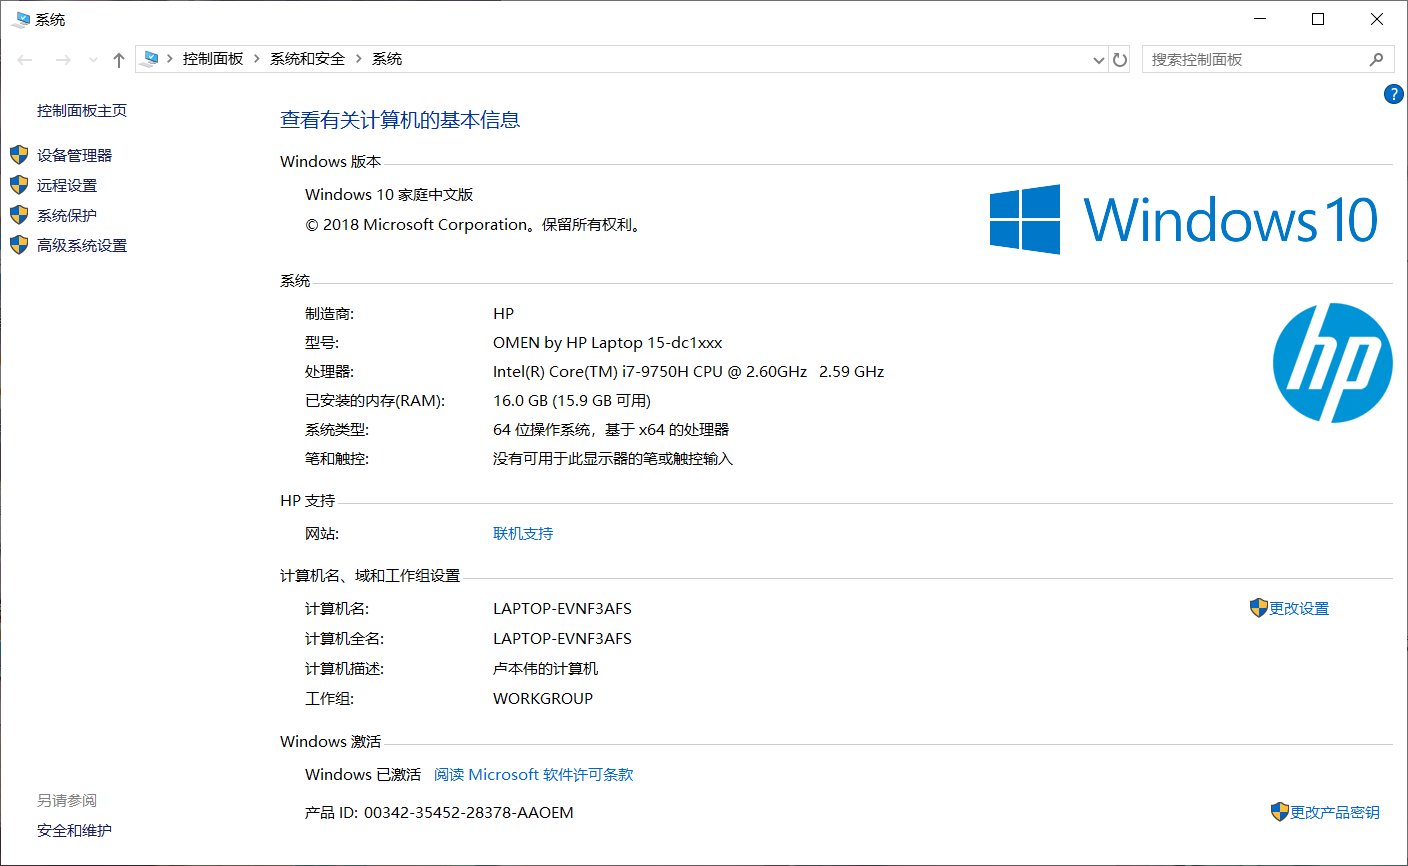 系统
控制面板 系统和安全 系统
搜索控制面板
?
控制面板主页
设备管理器
远程设置
系统保护
高级系统设置
另请参阅
安全和维护
查看有关计算机的基本信息
Windows 版本
Windows 10 家庭中文版
© 2018 Microsoft Corporation。保留所有权利。
Windows 10
系统
制造商: HP
型号: OMEN by HP Laptop 15-dc1xxx
处理器: Intel(R) Core(TM) i7-9750H CPU @ 2.60GHz 2.59 GHz
已安装的内存(RAM): 16.0 GB (15.9 GB 可用)
系统类型: 64 位操作系统，基于 x64 的处理器
笔和触控: 没有可用于此显示器的笔或触控输入
hp
HP 支持
网站: 联机支持
计算机名、域和工作组设置
计算机名: LAPTOP-EVNF3AFS 更改设置
计算机全名: LAPTOP-EVNF3AFS
计算机描述: 卢本伟的计算机
工作组: WORKGROUP
Windows 激活
Windows 已激活 阅读 Microsoft 软件许可条款
产品 ID: 00342-35452-28378-AAOEM 更改产品密钥